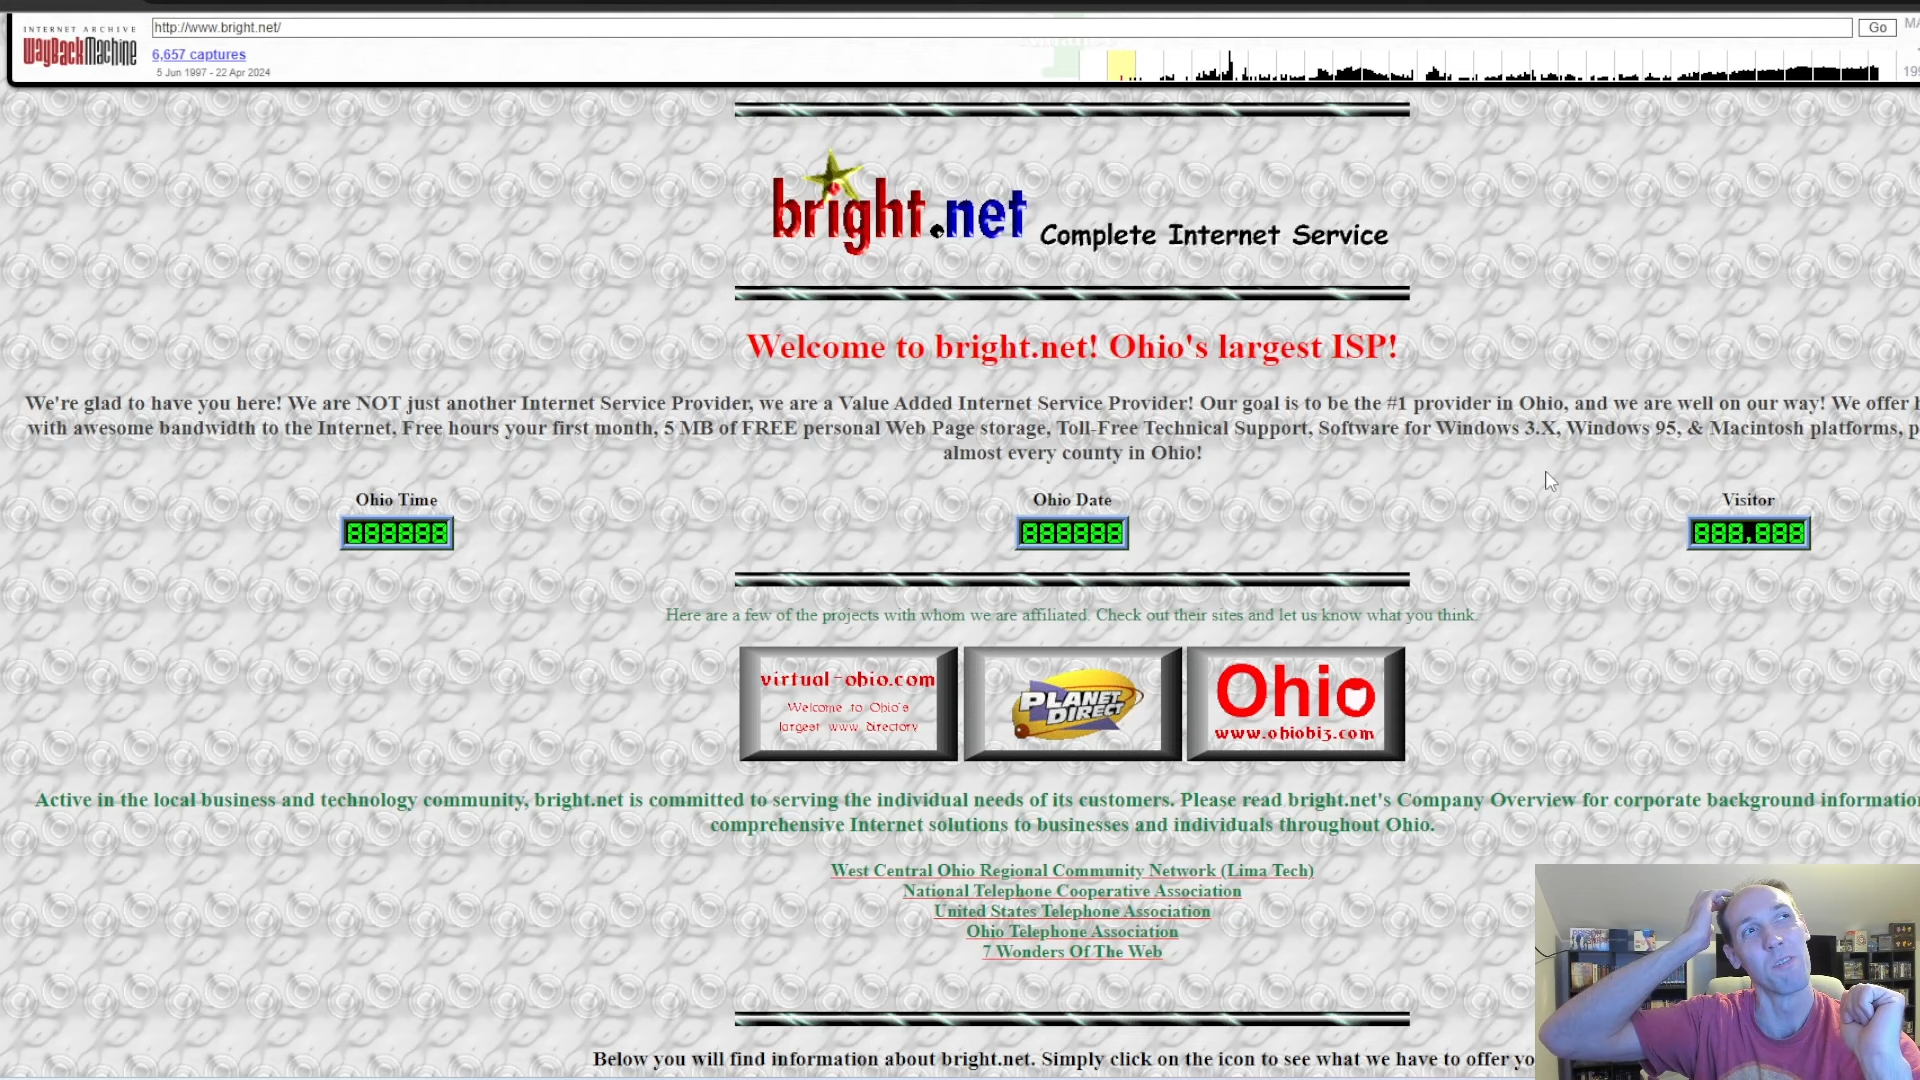 INTERNET ARCHIVE
WayBackMachine
http://www.bright.net/
Go
6,657 captures
5 Jun 1997 - 22 Apr 2024
bright.net Complete Internet Service
Welcome to bright.net! Ohio's largest ISP!
We're glad to have you here! We are NOT just another Internet Service Provider, we are a Value Added Internet Service Provider! Our goal is to be the #1 provider in Ohio, and we are well on our way! We offer
with awesome bandwidth to the Internet, Free hours your first month, 5 MB of FREE personal Web Page storage, Toll-Free Technical Support, Software for Windows 3.X, Windows 95, & Macintosh platforms,
almost every county in Ohio!
Ohio Time Ohio Date Visitor
888888 888888 888,888
Here are a few of the projects with whom we are affiliated. Check out their sites and let us know what you think.
virtual-ohio.com
Welcome to Ohio's
largest www directory
PLANET DIRECT
Ohio
www.ohiobiz.com
Active in the local business and technology community, bright.net is committed to serving the individual needs of its customers. Please read bright.net's Company Overview for corporate background information
comprehensive Internet solutions to businesses and individuals throughout Ohio.
West Central Ohio Regional Community Network (Lima Tech)
National Telephone Cooperative Association
United States Telephone Association
Ohio Telephone Association
7 Wonders Of The Web
Below you will find information about bright.net. Simply click on the icon to see what we have to offer yo